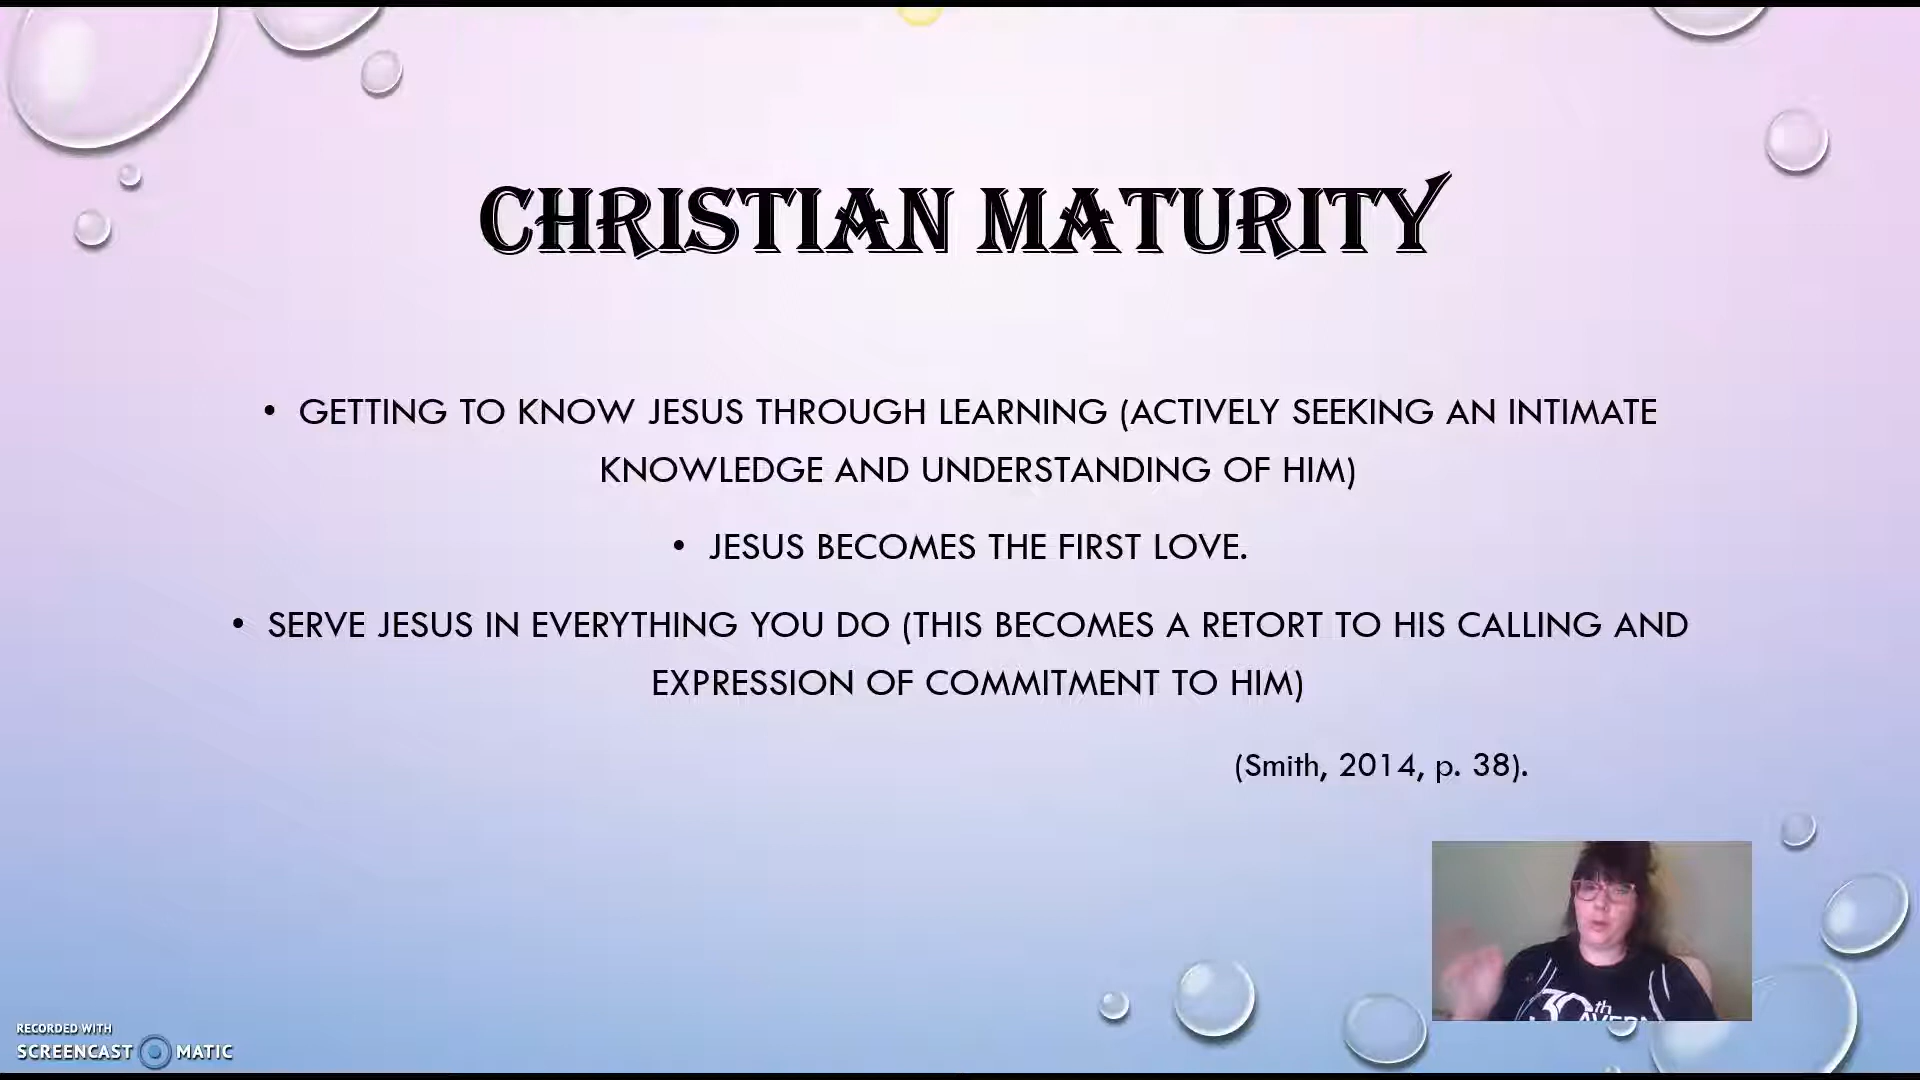 CHRISTIAN MATURITY
• GETTING TO KNOW JESUS THROUGH LEARNING (ACTIVELY SEEKING AN INTIMATE
KNOWLEDGE AND UNDERSTANDING OF HIM)
• JESUS BECOMES THE FIRST LOVE.
• SERVE JESUS IN EVERYTHING YOU DO (THIS BECOMES A RETORT TO HIS CALLING AND
EXPRESSION OF COMMITMENT TO HIM)
(Smith, 2014, p. 38).
30th
RECORDED WITH
SCREENCAST MATIC